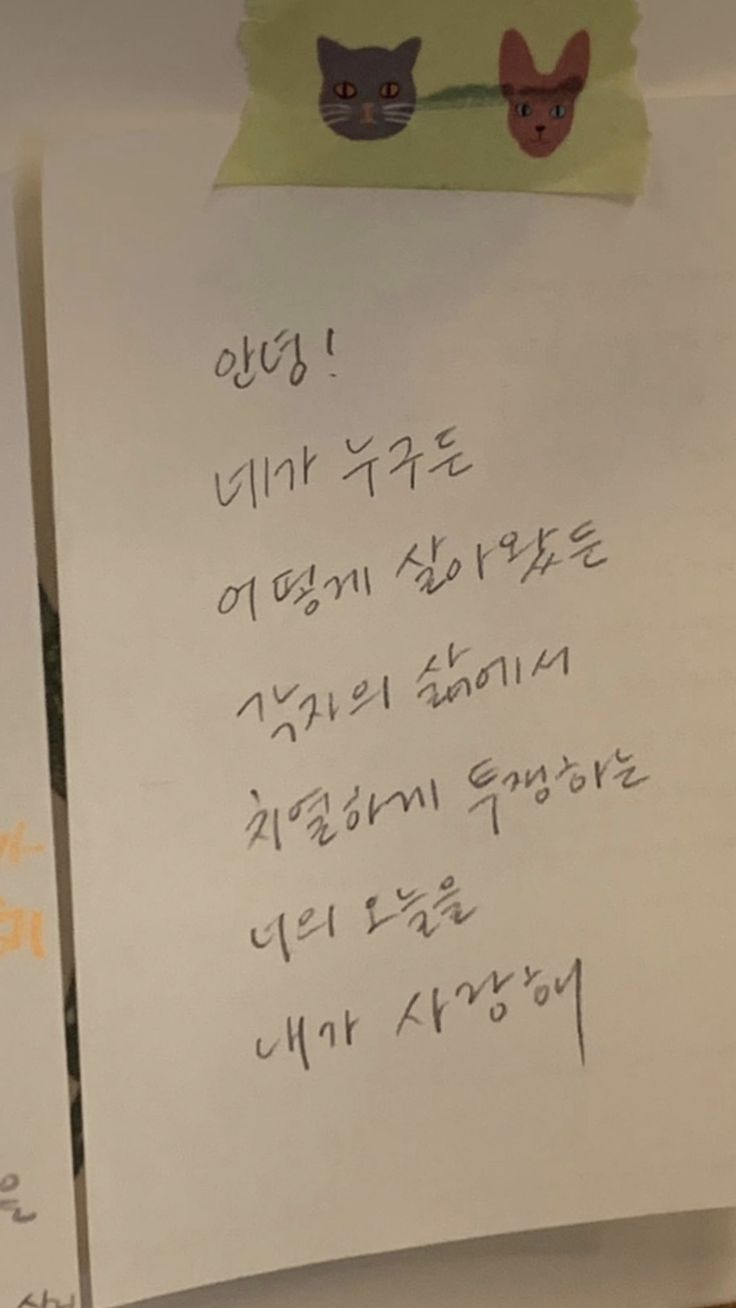 안녕!
네가 누구든
어떻게 살아왔든
각자의 삶에서
치열하게 투쟁하는
너의 오늘을
내가 사랑해
을